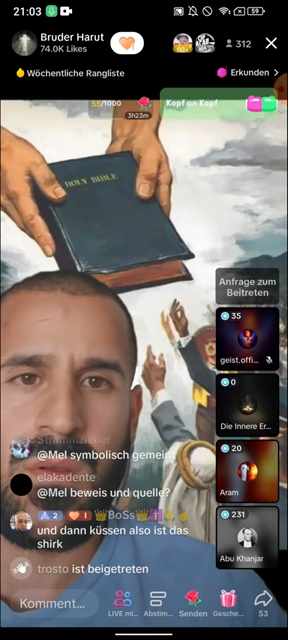 21:03
59
Bruder Harut
74.0K Likes
312
Wöchentliche Rangliste
Erkunden
55/1000
3h23m
Kopf an Kopf
HOLY BIBLE
Anfrage zum
Beitreten
35
geist.offi...
0
Die Innere Er...
20
Aram
231
Abu Khanjar
Strammzieher
@Mel symbolisch gemeint
elakadente
@Mel beweis und quelle?
2
1
BoSs
und dann küssen also ist das
shirk
trosto ist beigetreten
Komment...
LIVE mi...
Abstim...
Senden
Gesche...
53